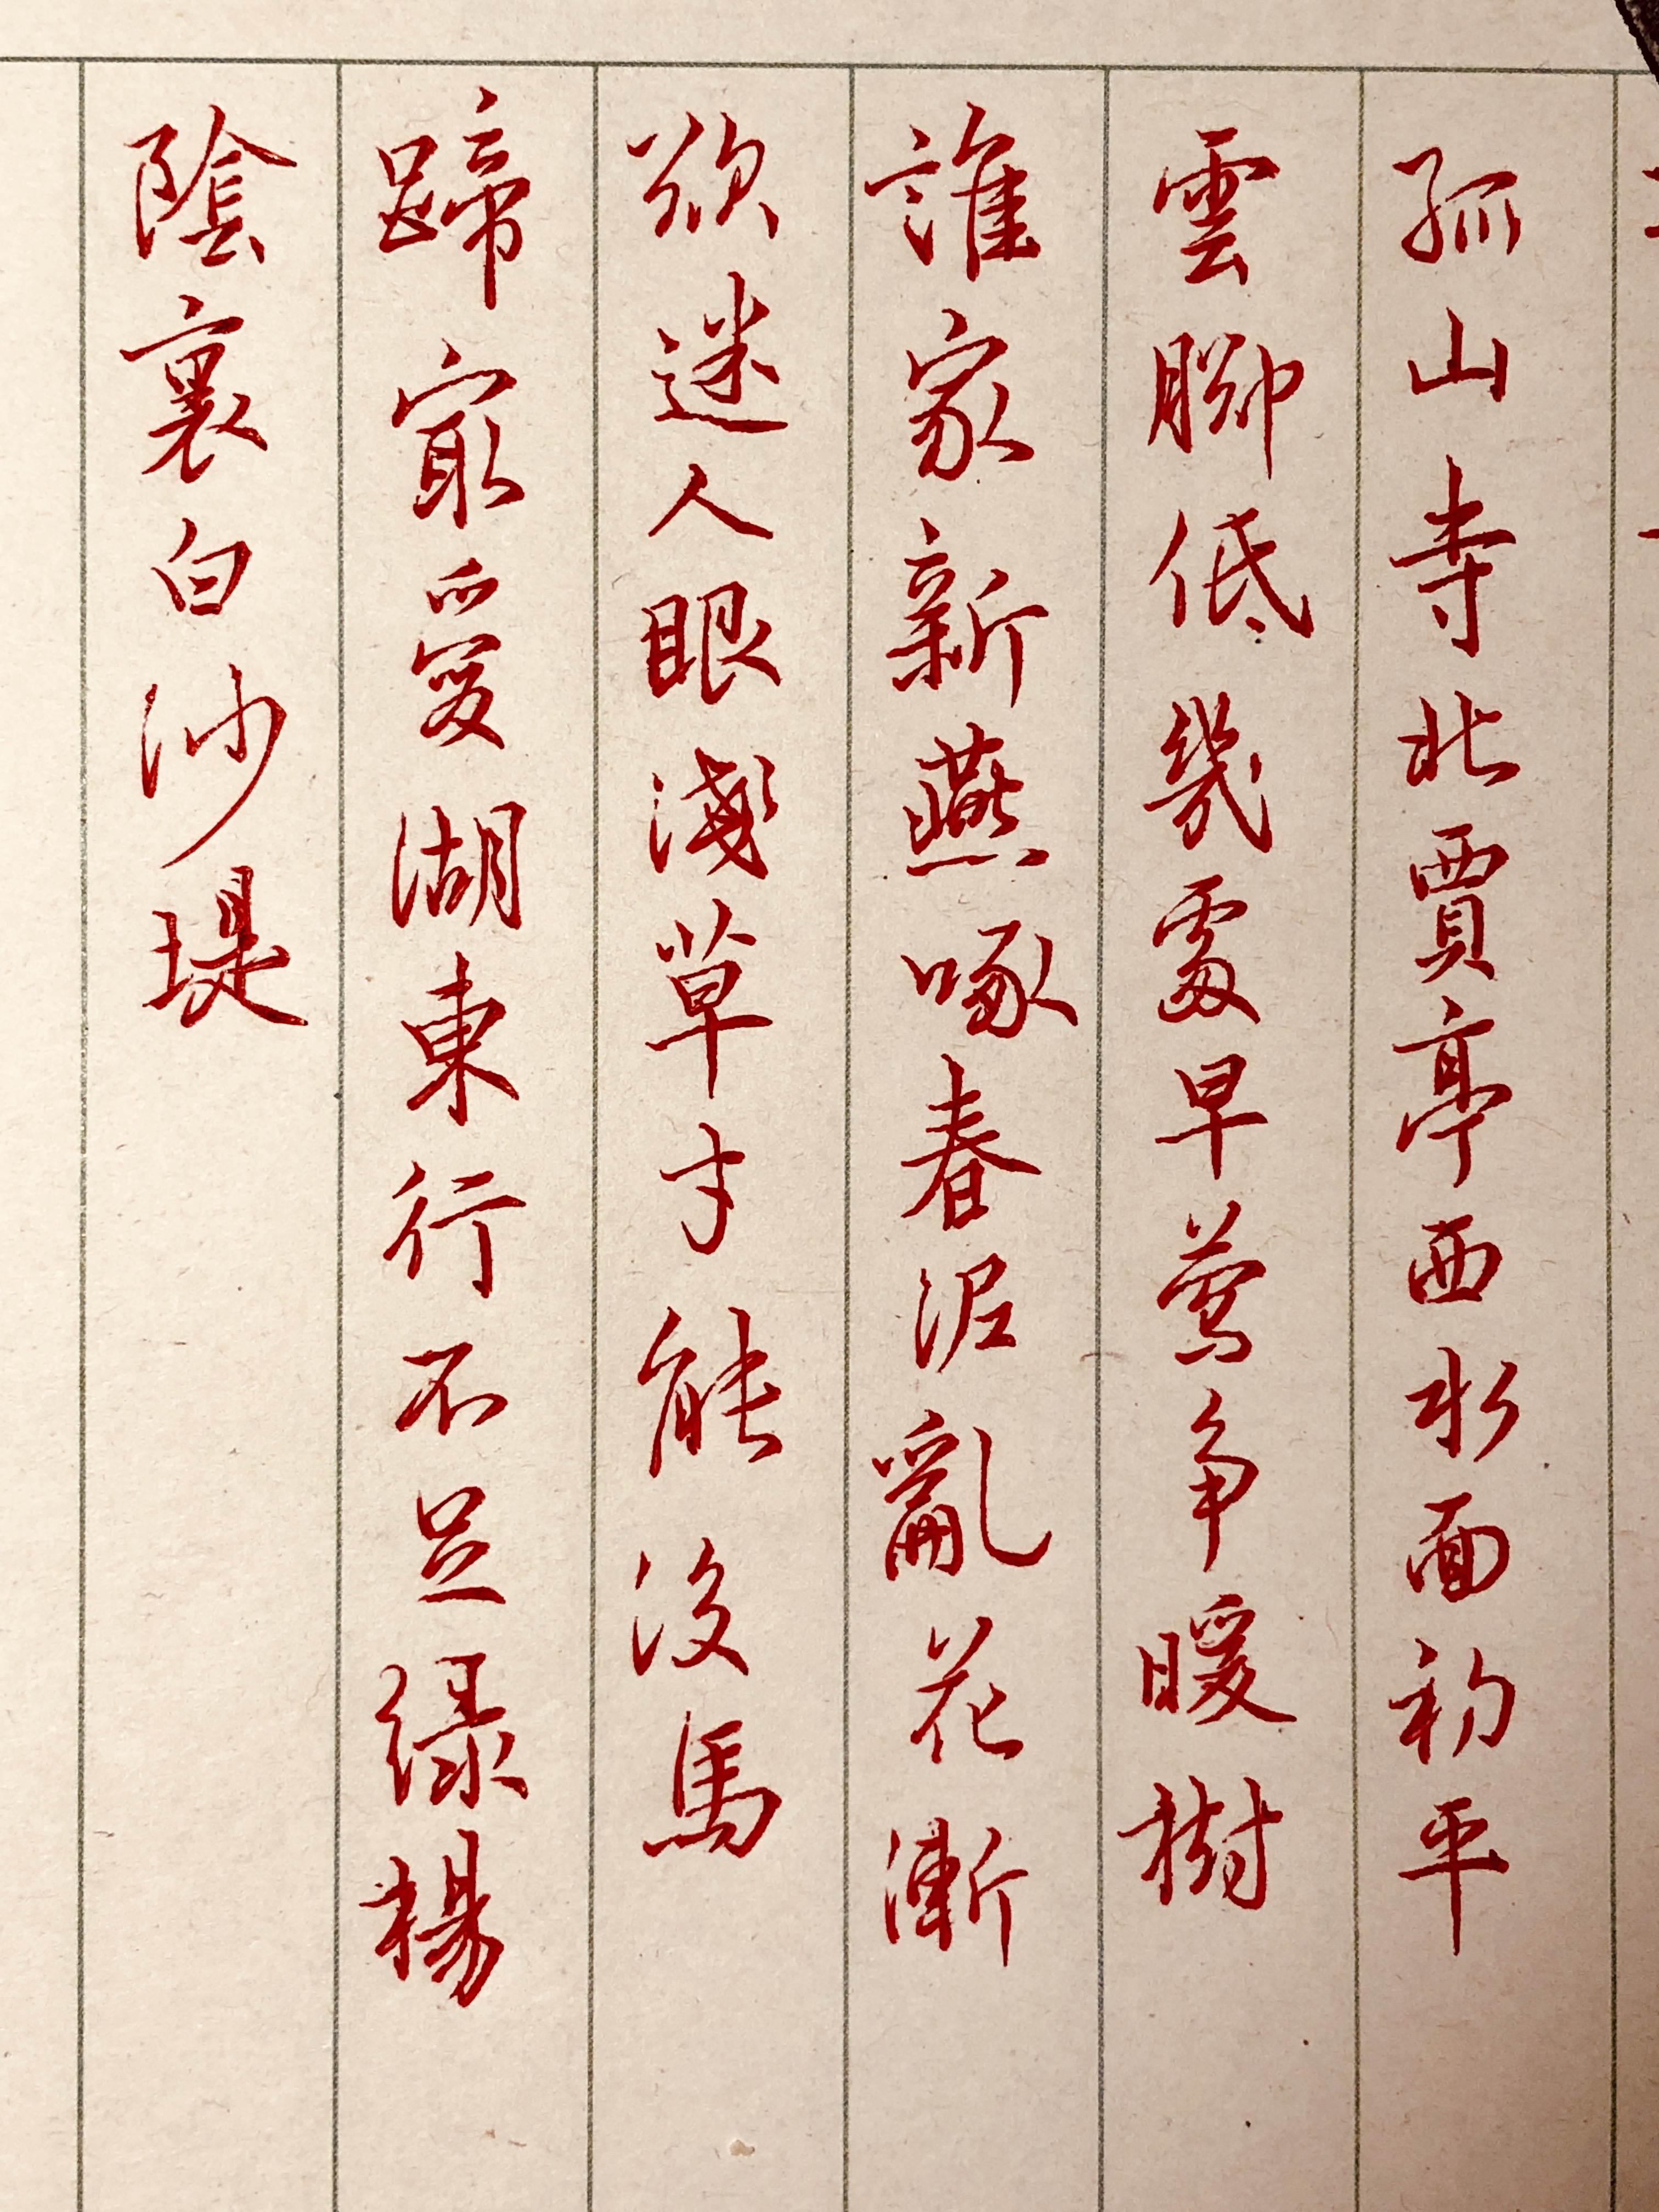 孤山寺北賈亭西水面初平
雲腳低幾處早鶯争暖樹
誰家新燕啄春泥亂花漸
欲迷人眼淺草才能沒馬
蹄最愛湖東行不足綠楊
陰裏白沙堤